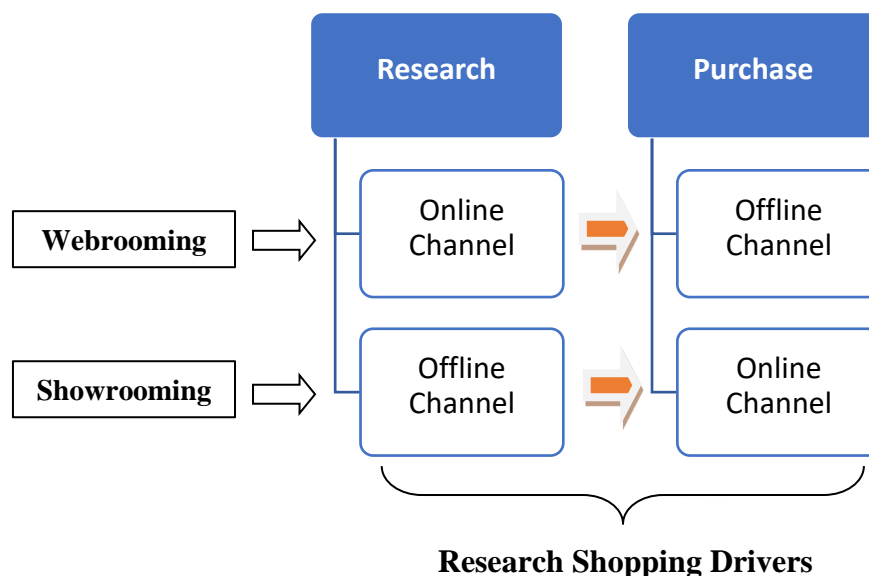 Research
Purchase
Webrooming
Online
Channel
Offline
Channel
Showrooming
Offline
Channel
Online
Channel
Research Shopping Drivers